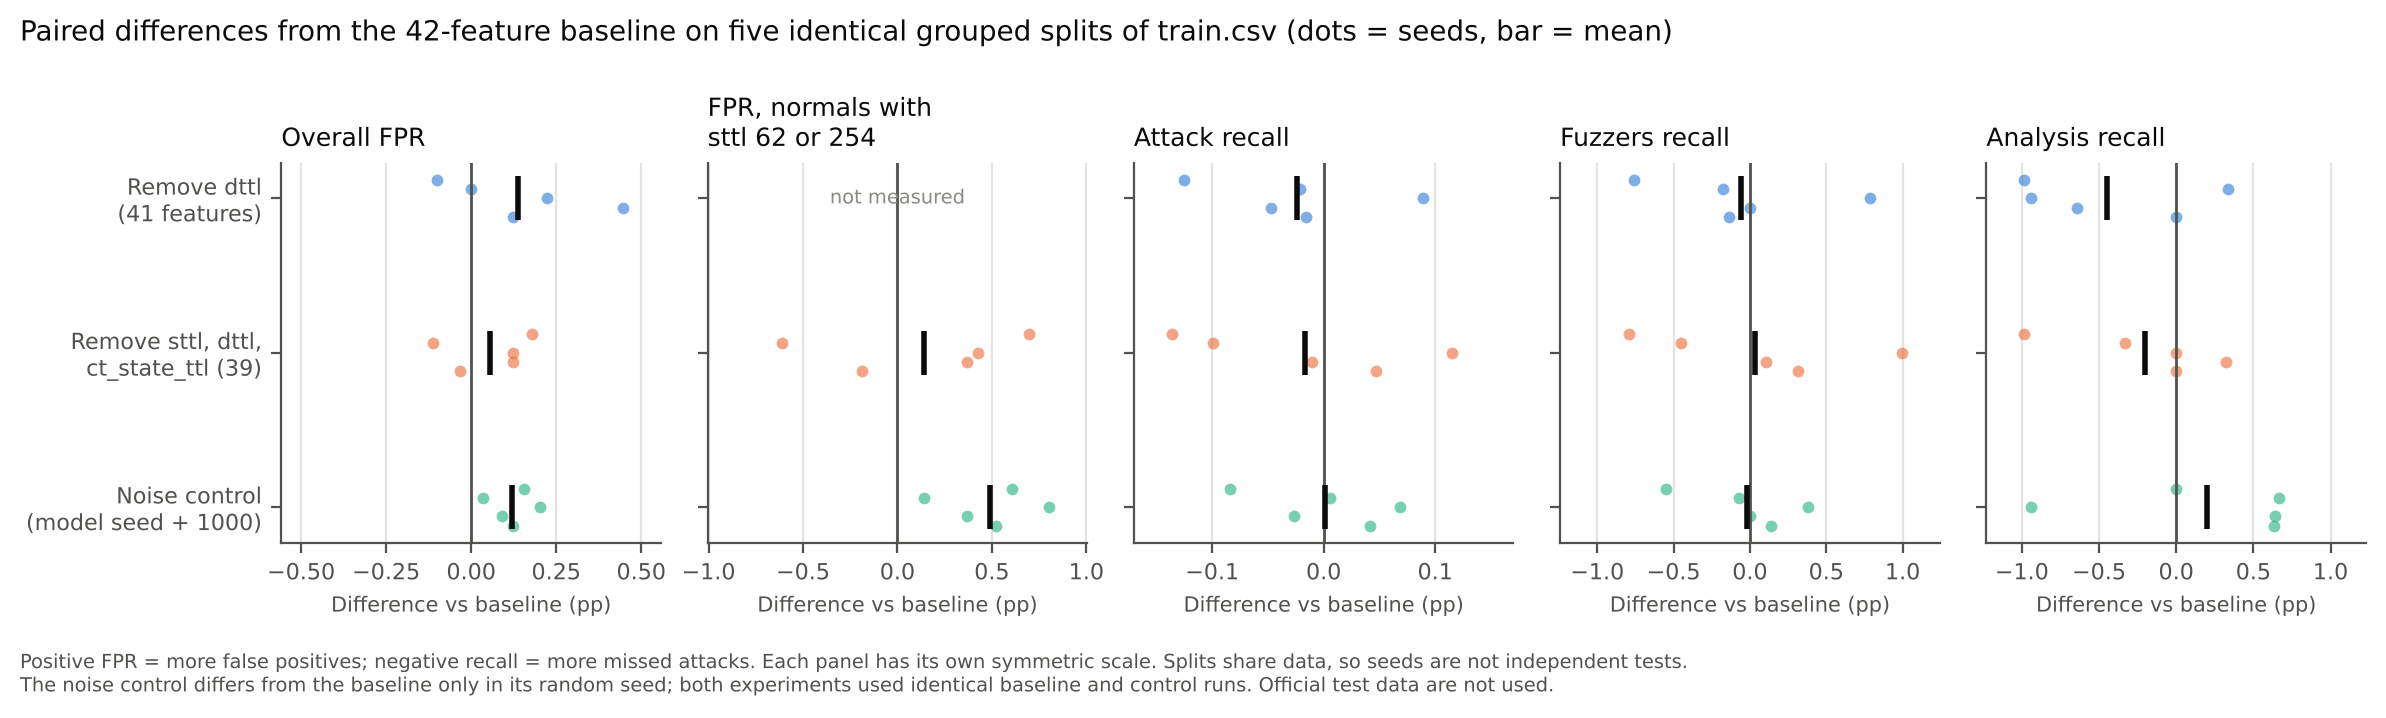 Paired differences from the 42-feature baseline on five identical grouped splits of train.csv (dots = seeds, bar = mean)
Overall FPR
FPR, normals with
sttl 62 or 254
Attack recall
Fuzzers recall
Analysis recall
Remove dttl
(41 features)
not measured
Remove sttl, dttl,
ct_state_ttl (39)
Noise control
(model seed + 1000)
−0.50 −0.25 0.00 0.25 0.50
−1.0 −0.5 0.0 0.5 1.0
−0.1 0.0 0.1
−1.0 −0.5 0.0 0.5 1.0
−1.0 −0.5 0.0 0.5 1.0
Difference vs baseline (pp)
Difference vs baseline (pp)
Difference vs baseline (pp)
Difference vs baseline (pp)
Difference vs baseline (pp)
Positive FPR = more false positives; negative recall = more missed attacks. Each panel has its own symmetric scale. Splits share data, so seeds are not independent tests.
The noise control differs from the baseline only in its random seed; both experiments used identical baseline and control runs. Official test data are not used.